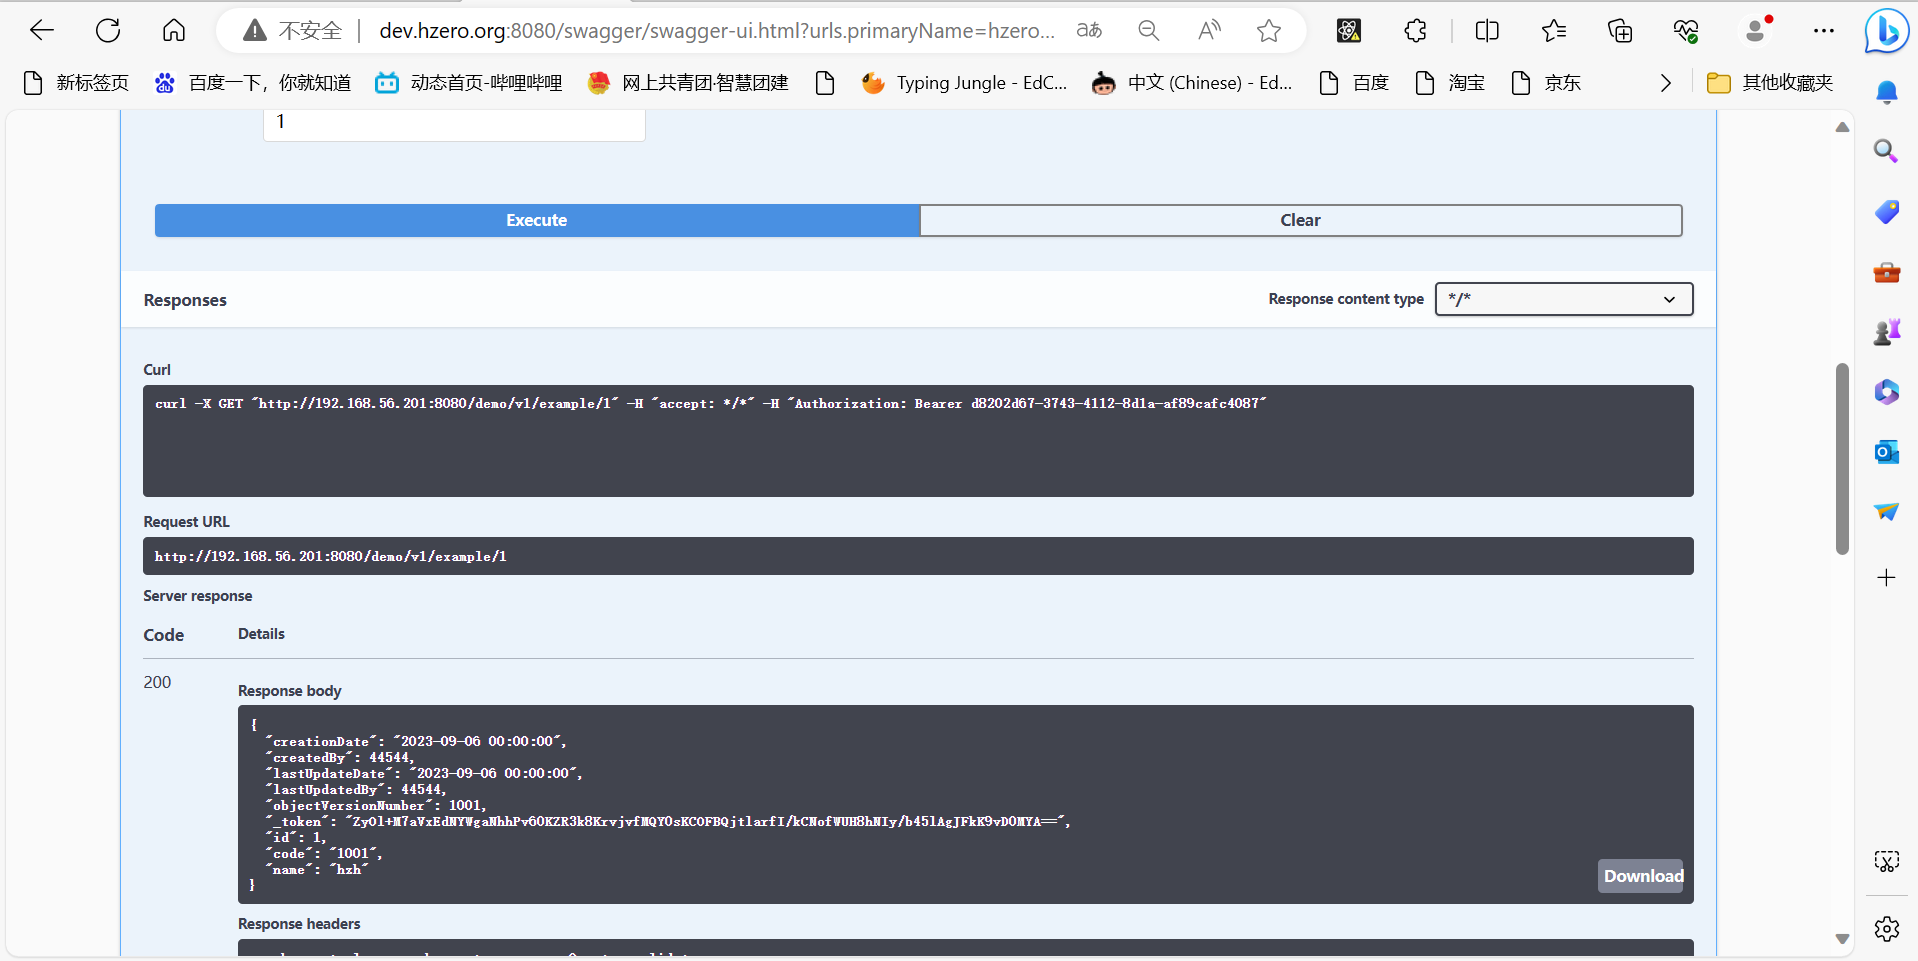 不安全 dev.hzero.org:8080/swagger/swagger-ui.html?urls.primaryName=hzero... aあ A
新标签页 百度一下，你就知道 动态首页-哔哩哔哩 网上共青团·智慧团建 Typing Jungle - EdC... 中文 (Chinese) - Ed... 百度 淘宝 京东 其他收藏夹
1
Execute Clear
Responses Response content type */*
Curl
curl -X GET "http://192.168.56.201:8080/demo/v1/example/1" -H "accept: */*" -H "Authorization: Bearer d8202d67-3743-4112-8d1a-af89cafc4087"
Request URL
http://192.168.56.201:8080/demo/v1/example/1
Server response
Code Details
200
Response body
{
"creationDate": "2023-09-06 00:00:00",
"createdBy": 44544,
"lastUpdateDate": "2023-09-06 00:00:00",
"lastUpdatedBy": 44544,
"objectVersionNumber": 1001,
"_token":
"id": 1,
"code": "1001",
"name": "hzh"
}
Download
Response headers